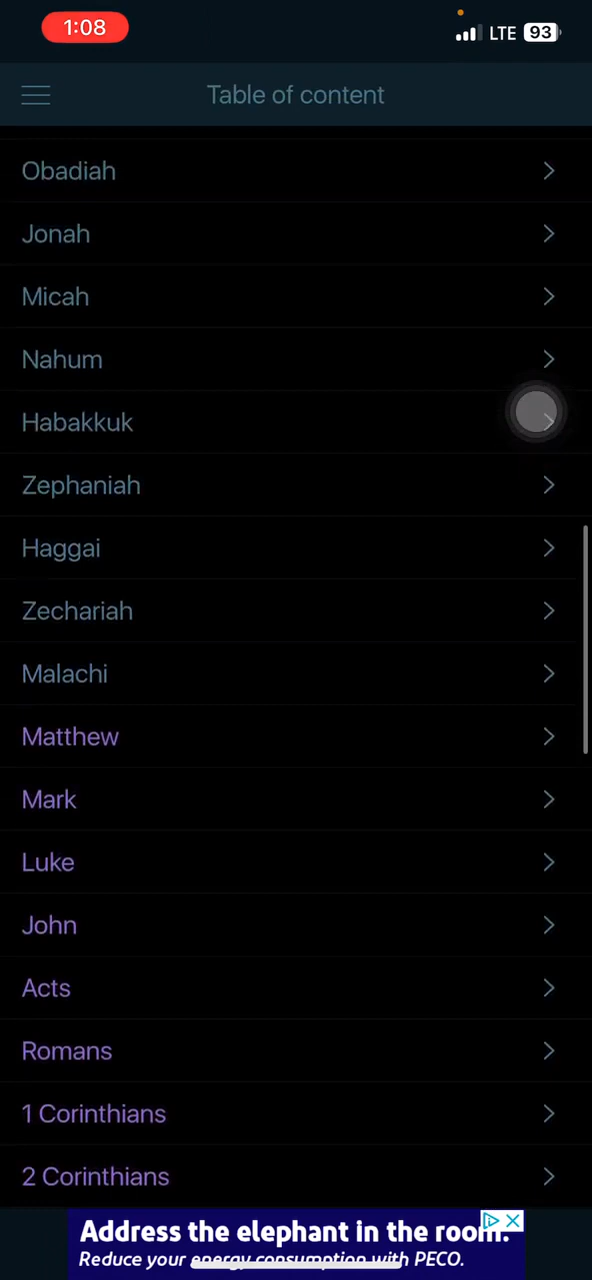 1:08
LTE 93
Table of content
Obadiah
Jonah
Micah
Nahum
Habakkuk
Zephaniah
Haggai
Zechariah
Malachi
Matthew
Mark
Luke
John
Acts
Romans
1 Corinthians
2 Corinthians
Address the elephant in the room.
Reduce your energy consumption with PECO.